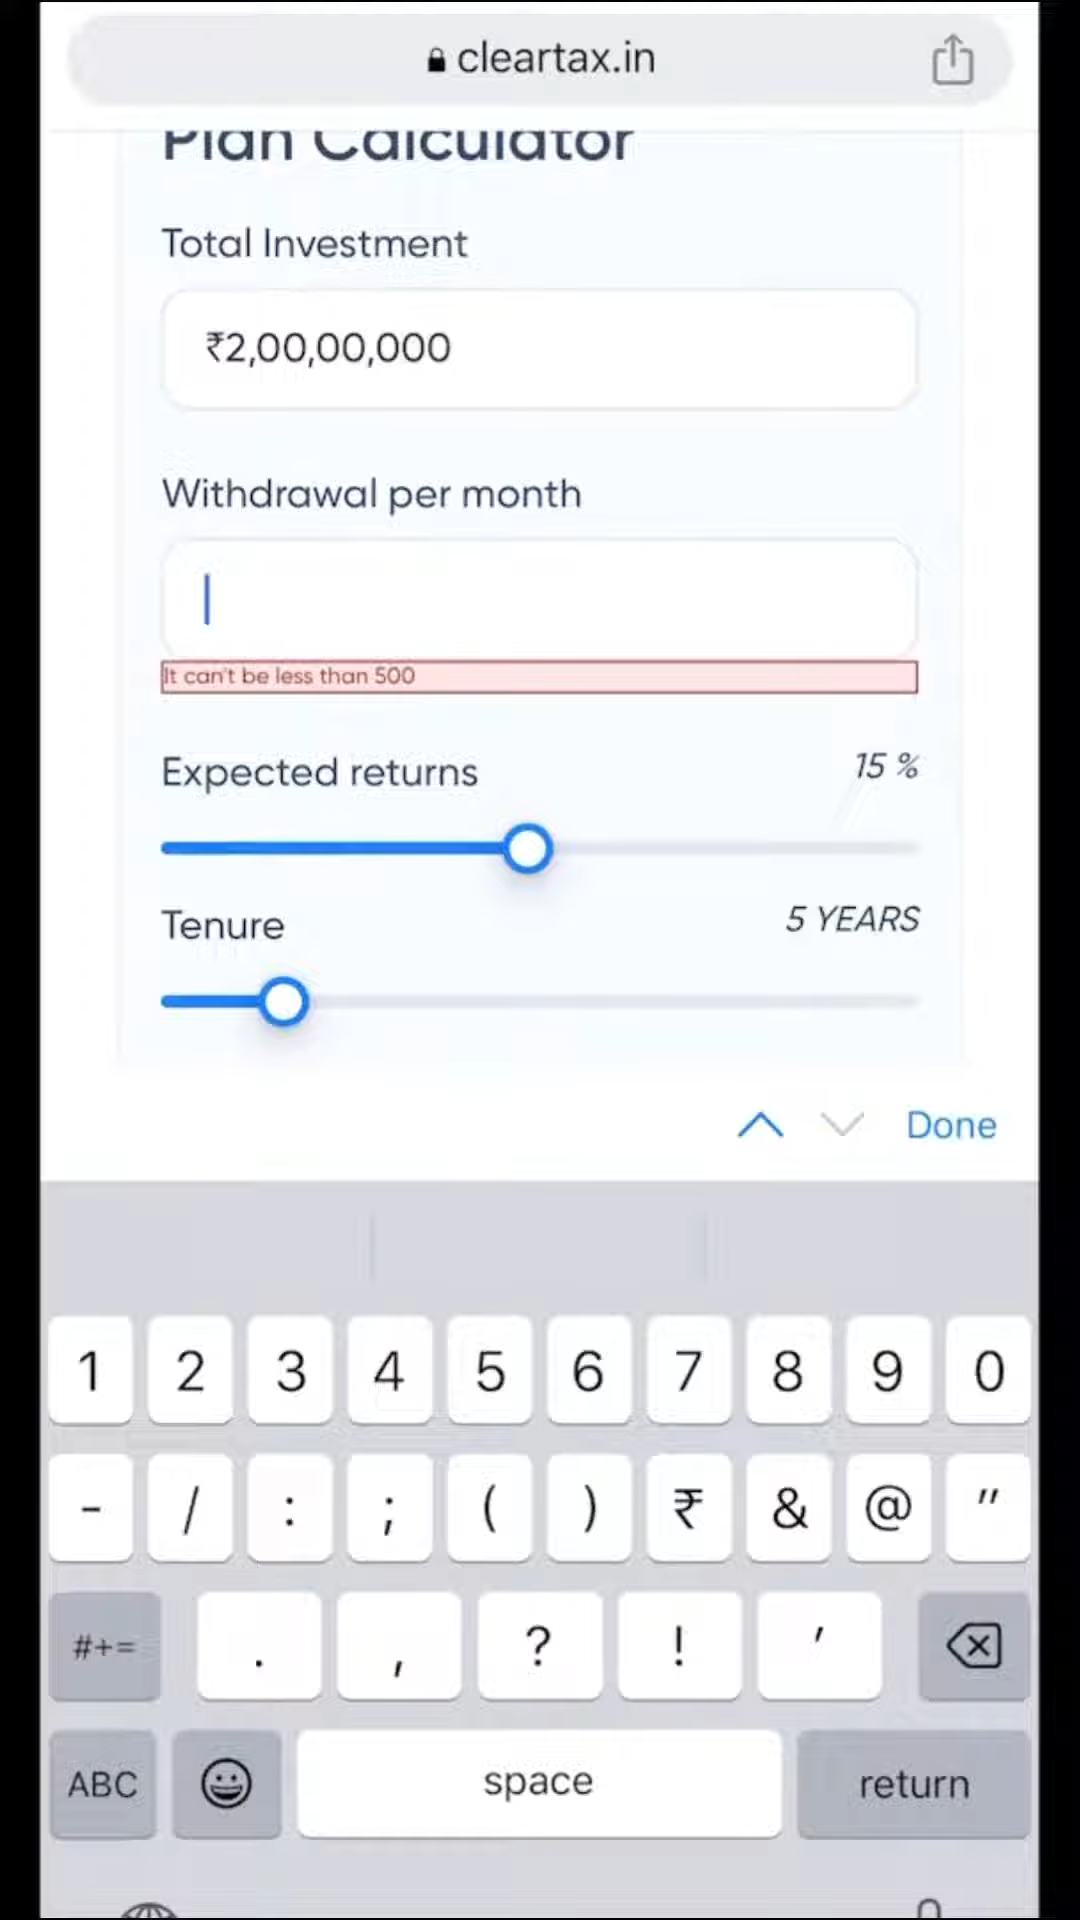 cleartax.in
Plan Calculator
Total Investment
₹2,00,00,000
Withdrawal per month
It can't be less than 500
Expected returns
15 %
Tenure
5 YEARS
Done
1 2 3 4 5 6 7 8 9 0
- / : ; ( ) ₹ & @ "
#+= . , ? ! '
ABC space return